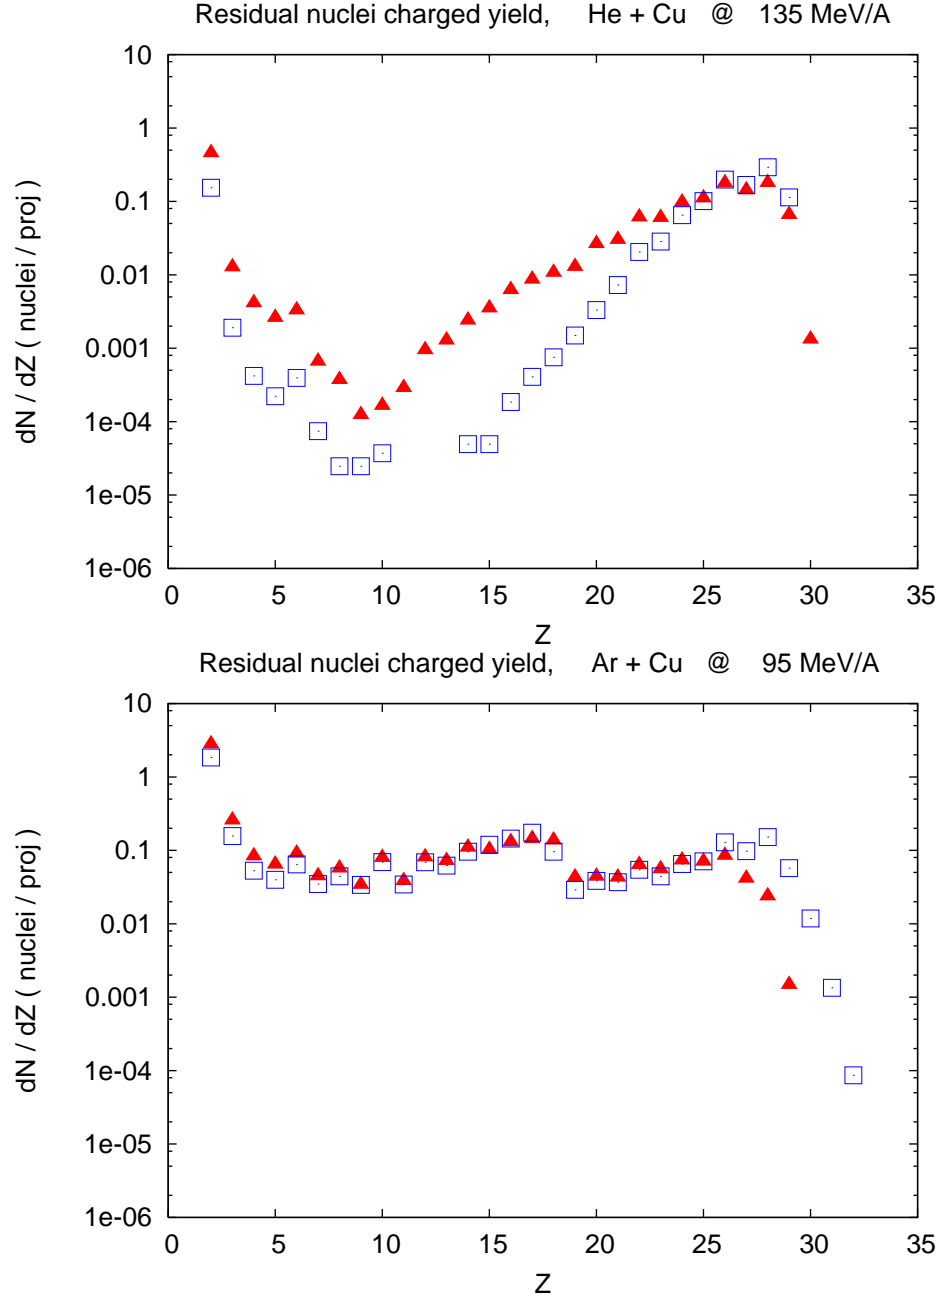 Residual nuclei charged yield, He + Cu @ 135 MeV/A
10
1
0.1
0.01
0.001
1e-04
1e-05
1e-06
dN / dZ ( nuclei / proj )
0 5 10 15 20 25 30 35
Z
Residual nuclei charged yield, Ar + Cu @ 95 MeV/A
10
1
0.1
0.01
0.001
1e-04
1e-05
1e-06
dN / dZ ( nuclei / proj )
0 5 10 15 20 25 30 35
Z